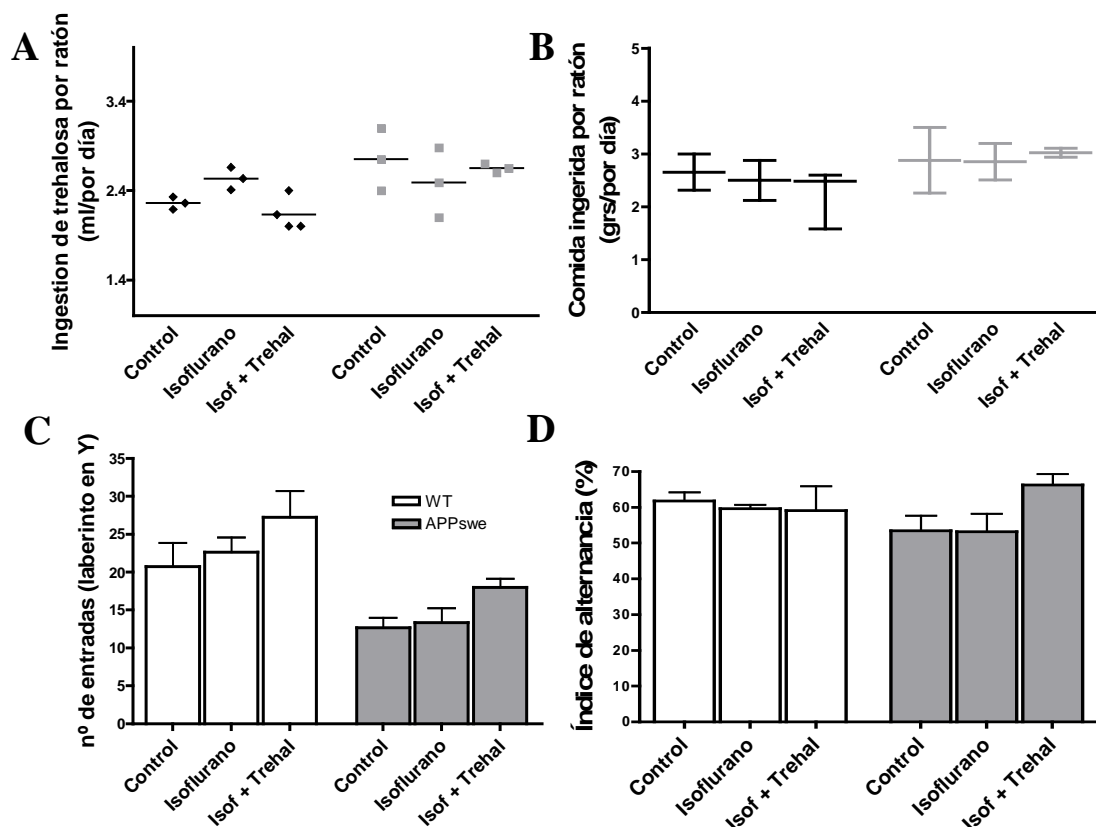 A
Ingestion de trehalosa por ratón
(ml/por día)
3.4
2.4
1.4
Control
Isoflurano
Isof + Trehal
Control
Isoflurano
Isof + Trehal
B
Comida ingerida por ratón
(grs/por día)
5
4
3
2
1
0
Control
Isoflurano
Isof + Trehal
Control
Isoflurano
Isof + Trehal
C
nº de entradas (laberinto en Y)
35
30
25
20
15
10
5
0
WT
APPswe
Control
Isoflurano
Isof + Trehal
Control
Isoflurano
Isof + Trehal
D
Índice de alternancia (%)
70
60
50
40
30
20
10
0
Control
Isoflurano
Isof + Trehal
Control
Isoflurano
Isof + Trehal